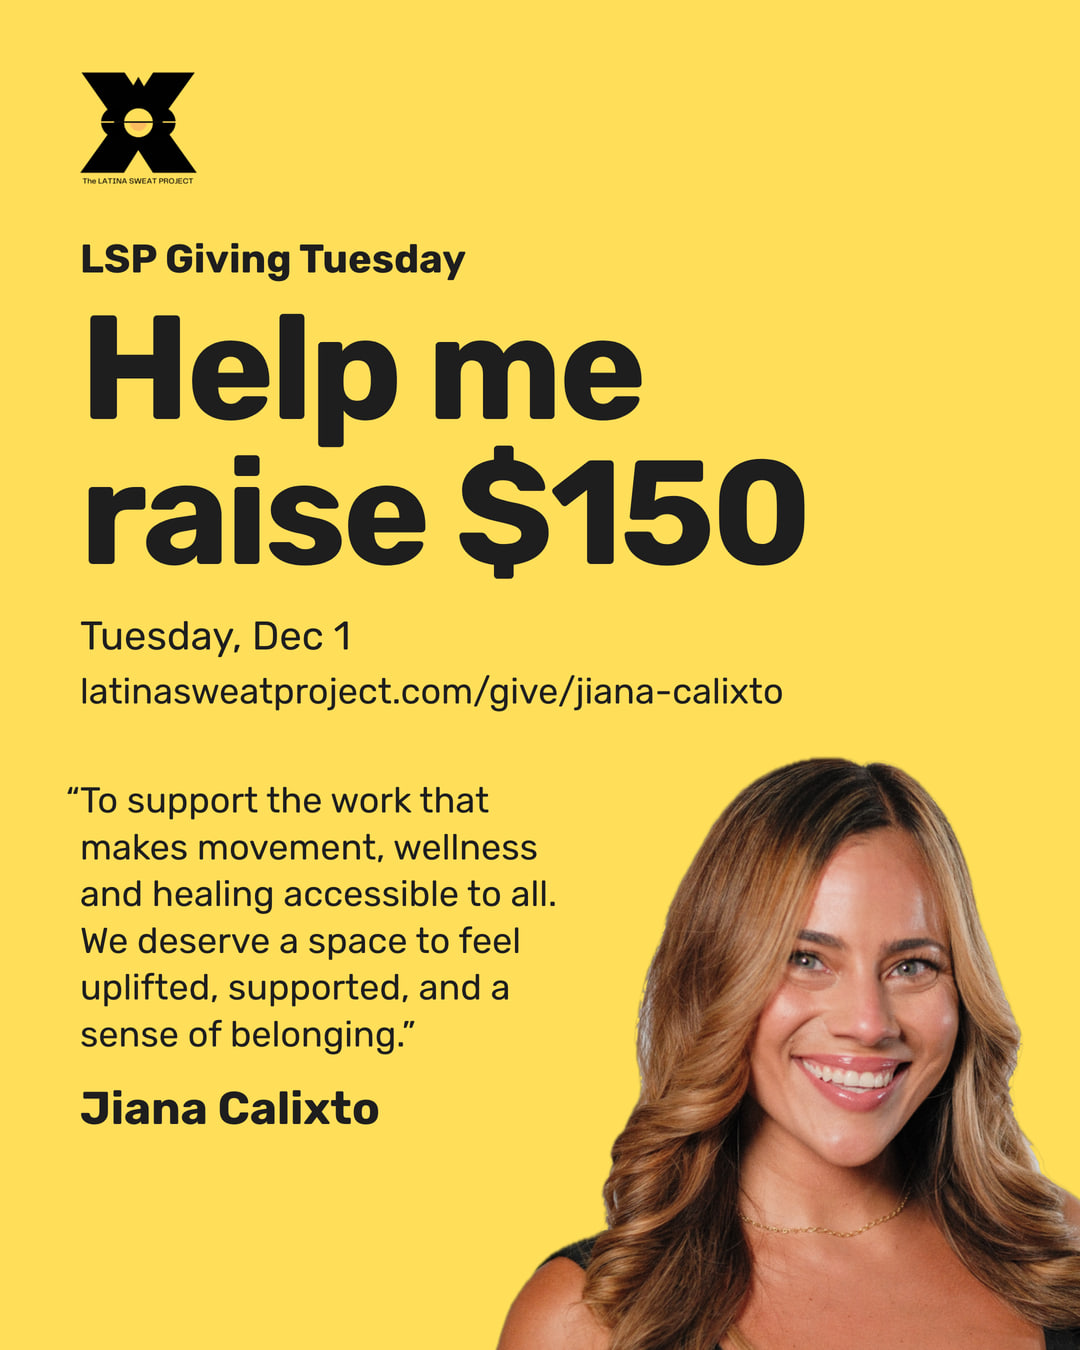 The LATINA SWEAT PROJECT
LSP Giving Tuesday
Help me
raise $150
Tuesday, Dec 1
latinasweatproject.com/give/jiana-calixto
“To support the work that
makes movement, wellness
and healing accessible to all.
We deserve a space to feel
uplifted, supported, and a
sense of belonging.”
Jiana Calixto